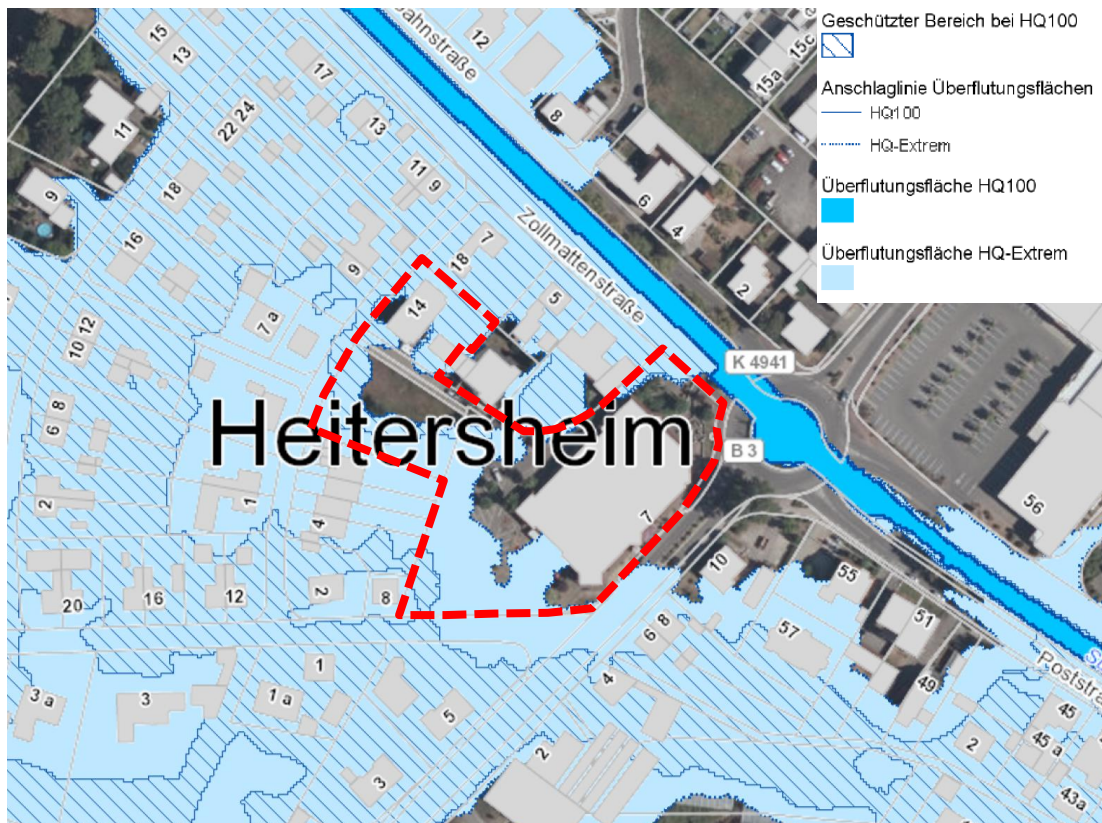 Geschützter Bereich bei HQ100
Anschlaglinie Überflutungsflächen
HQ100
HQ-Extrem
Überflutungsfläche HQ100
Überflutungsfläche HQ-Extrem
ahnstraße
12
15
13
17
15a
15c
22 24
13
8
11
11 9
6
18
9
4
16
7
18
Zollmattenstraße
2
9
5
14
7 a
10 12
K 4941
6 8
Heitersheim
B 3
2
1
4
7
56
10
55
20
16
12
2
8
51
6 8
57
49
Poststra
1
3 a
3
1 a
5
4
45
2
45 a
2
3
43a